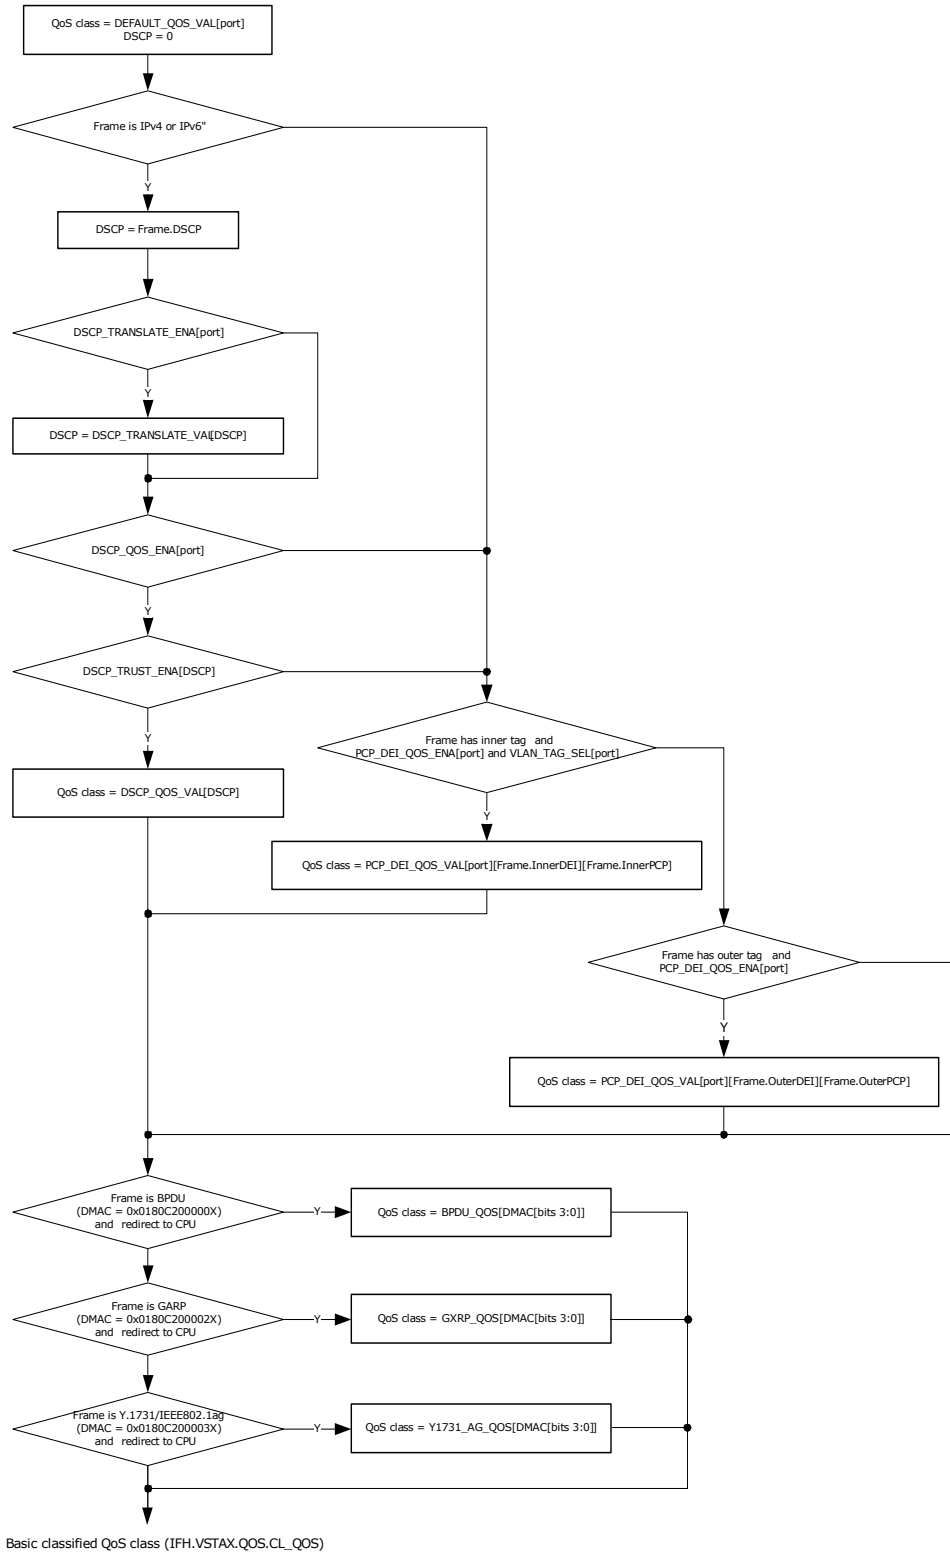 QoS class = DEFAULT_QOS_VAL[port]
DSCP = 0
Frame is IPv4 or IPv6"
Y
DSCP = Frame.DSCP
DSCP_TRANSLATE_ENA[port]
Y
DSCP = DSCP_TRANSLATE_VAL[DSCP]
DSCP_QOS_ENA[port]
Y
DSCP_TRUST_ENA[DSCP]
Y
QoS class = DSCP_QOS_VAL[DSCP]
Frame has inner tag and
PCP_DEI_QOS_ENA[port] and VLAN_TAG_SEL[port]
Y
QoS class = PCP_DEI_QOS_VAL[port][Frame.InnerDEI][Frame.InnerPCP]
Frame has outer tag and
PCP_DEI_QOS_ENA[port]
Y
QoS class = PCP_DEI_QOS_VAL[port][Frame.OuterDEI][Frame.OuterPCP]
Frame is BPDU
(DMAC = 0x0180C200000X)
and redirect to CPU
Y
QoS class = BPDU_QOS[DMAC[bits 3:0]]
Frame is GARP
(DMAC = 0x0180C200002X)
and redirect to CPU
Y
QoS class = GXRP_QOS[DMAC[bits 3:0]]
Frame is Y.1731/IEEE802.1ag
(DMAC = 0x0180C200003X)
and redirect to CPU
Y
QoS class = Y1731_AG_QOS[DMAC[bits 3:0]]
Basic classified QoS class (IFH.VSTAX.QOS.CL_QOS)